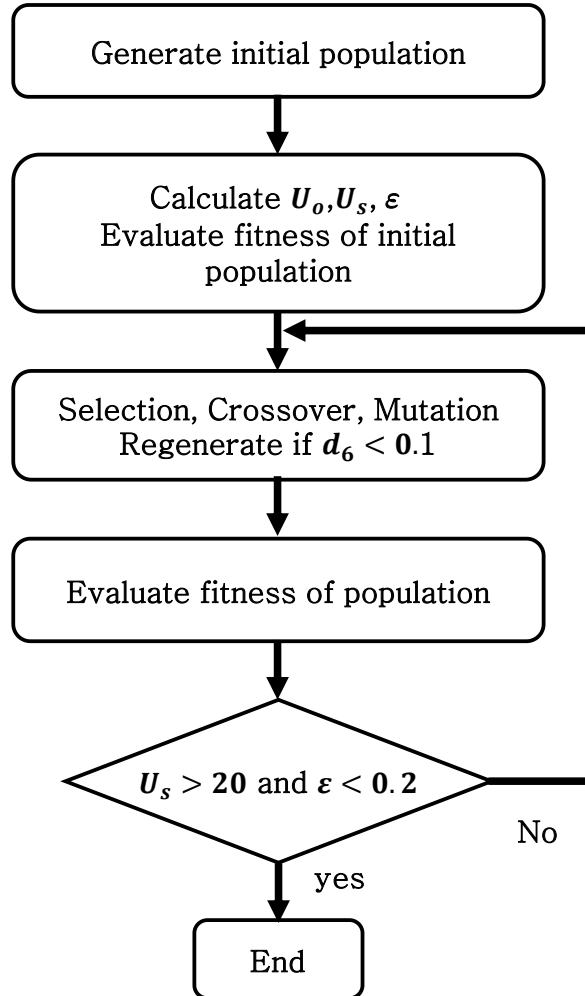 Generate initial population
Calculate U_o,U_s, ε
Evaluate fitness of initial
population
Selection, Crossover, Mutation
Regenerate if d_6 < 0.1
Evaluate fitness of population
U_s > 20 and ε < 0.2
No
yes
End